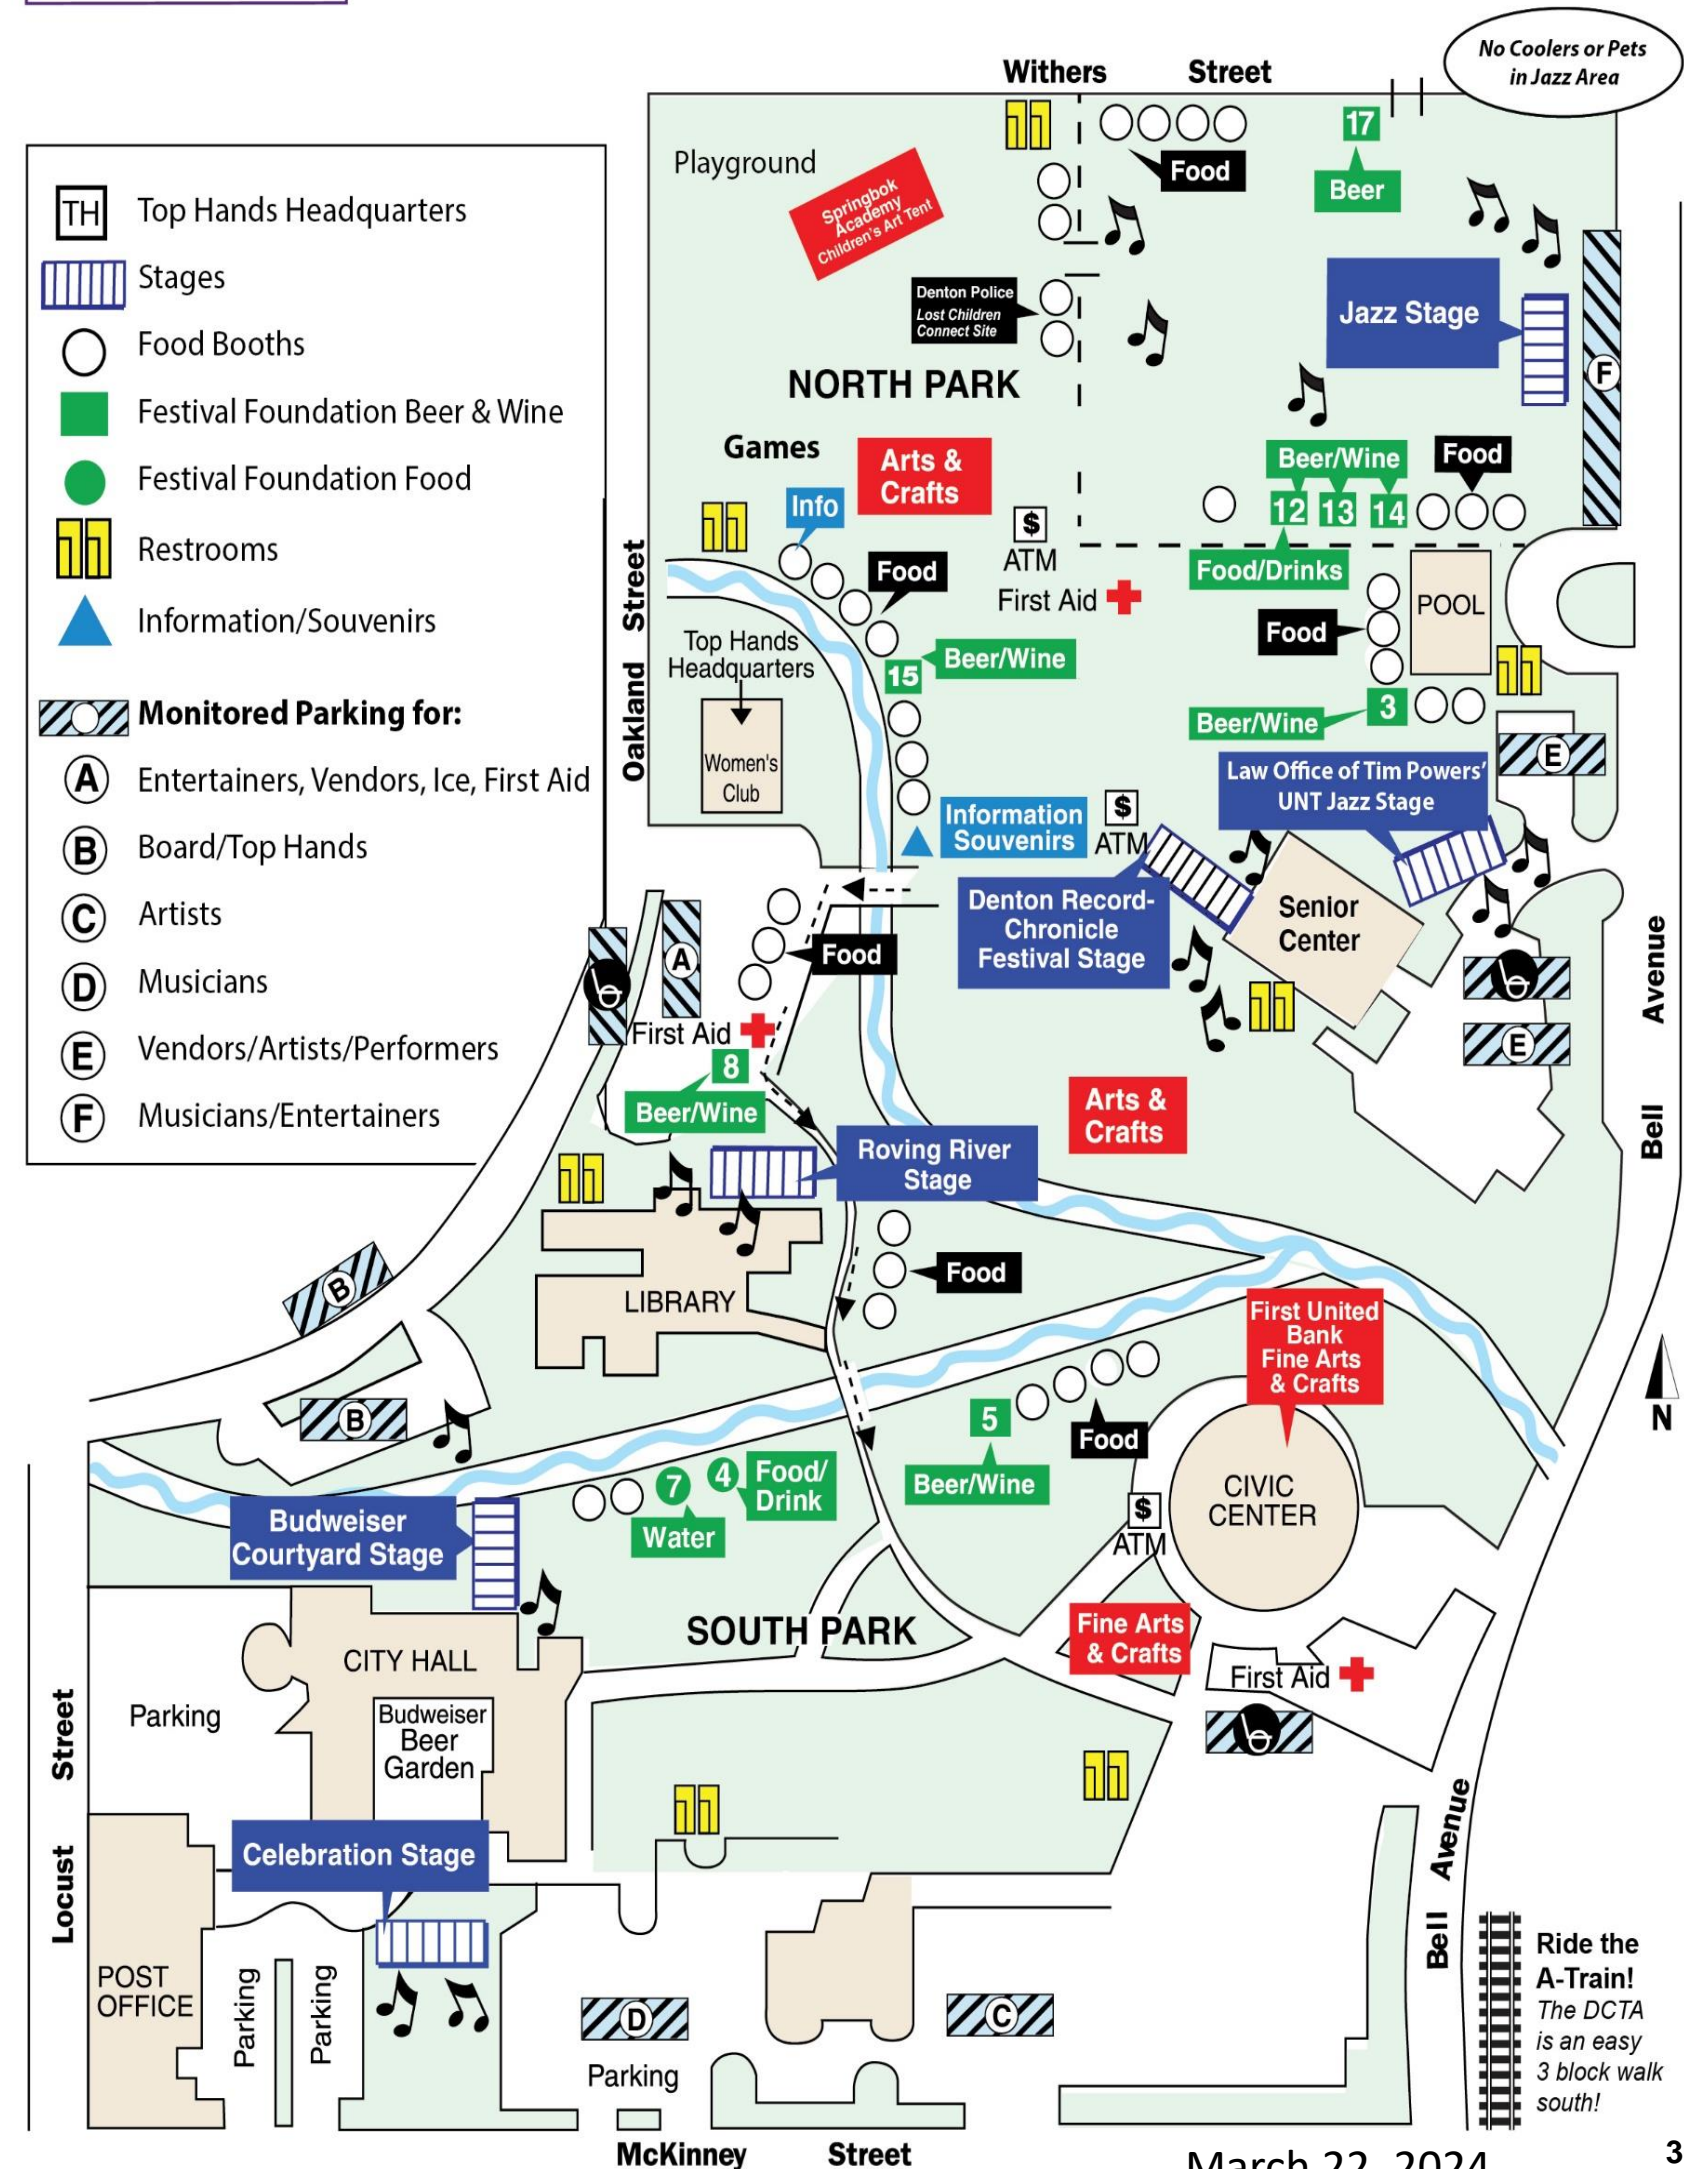 No Coolers or Pets
in Jazz Area
Withers Street
TH Top Hands Headquarters
Stages
Food Booths
Festival Foundation Beer & Wine
Festival Foundation Food
Restrooms
Information/Souvenirs
Monitored Parking for:
A Entertainers, Vendors, Ice, First Aid
B Board/Top Hands
C Artists
D Musicians
E Vendors/Artists/Performers
F Musicians/Entertainers
Playground
Springbok
Academy
Children's Art Tent
Food
17
Beer
Denton Police
Lost Children
Connect Site
Jazz Stage
F
NORTH PARK
Games
Arts &
Crafts
Info
$
ATM
First Aid
Beer/Wine
12 13 14
Food
Food/Drinks
Food
POOL
Food
Oakland Street
Top Hands
Headquarters
Women's
Club
15
Beer/Wine
3
Beer/Wine
E
Law Office of Tim Powers'
UNT Jazz Stage
Information
Souvenirs
$
ATM
Denton Record-
Chronicle
Festival Stage
Senior
Center
E
Bell Avenue
A
Food
First Aid
8
Beer/Wine
Arts &
Crafts
Roving River
Stage
LIBRARY
Food
B
B
First United
Bank
Fine Arts
& Crafts
N
5
Beer/Wine
Food
CIVIC
CENTER
$
ATM
7
Water
4
Food/
Drink
Budweiser
Courtyard Stage
SOUTH PARK
Fine Arts
& Crafts
First Aid
CITY HALL
Budweiser
Beer
Garden
Parking
Locust Street
Celebration Stage
POST
OFFICE
Parking
Parking
D
Parking
C
Bell Avenue
Ride the
A-Train!
The DCTA
is an easy
3 block walk
south!
McKinney Street
March 22, 2024
3